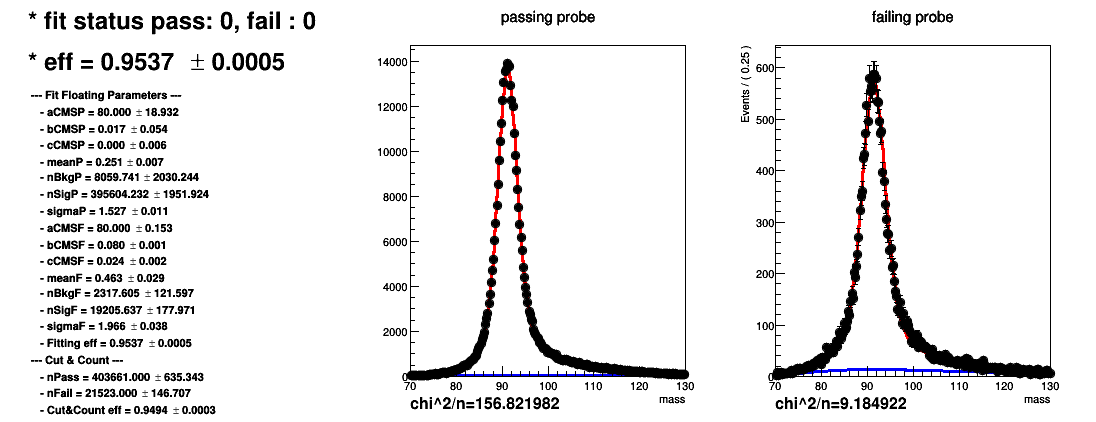 * fit status pass: 0, fail : 0
* eff = 0.9537 ± 0.0005
--- Fit Floating Parameters ---
- aCMSP = 80.000 ± 18.932
- bCMSP = 0.017 ± 0.054
- cCMSP = 0.000 ± 0.006
- meanP = 0.251 ± 0.007
- nBkgP = 8059.741 ± 2030.244
- nSigP = 395604.232 ± 1951.924
- sigmaP = 1.527 ± 0.011
- aCMSF = 80.000 ± 0.153
- bCMSF = 0.080 ± 0.001
- cCMSF = 0.024 ± 0.002
- meanF = 0.463 ± 0.029
- nBkgF = 2317.605 ± 121.597
- nSigF = 19205.637 ± 177.971
- sigmaF = 1.966 ± 0.038
- Fitting eff = 0.9537 ± 0.0005
--- Cut & Count ---
- nPass = 403661.000 ± 635.343
- nFail = 21523.000 ± 146.707
- Cut&Count eff = 0.9494 ± 0.0003
passing probe
14000
12000
10000
8000
6000
4000
2000
0
70 80 90 100 110 120 130
mass
chi^2/n=156.821982
failing probe
Events / ( 0.25 )
600
500
400
300
200
100
0
70 80 90 100 110 120 130
mass
chi^2/n=9.184922